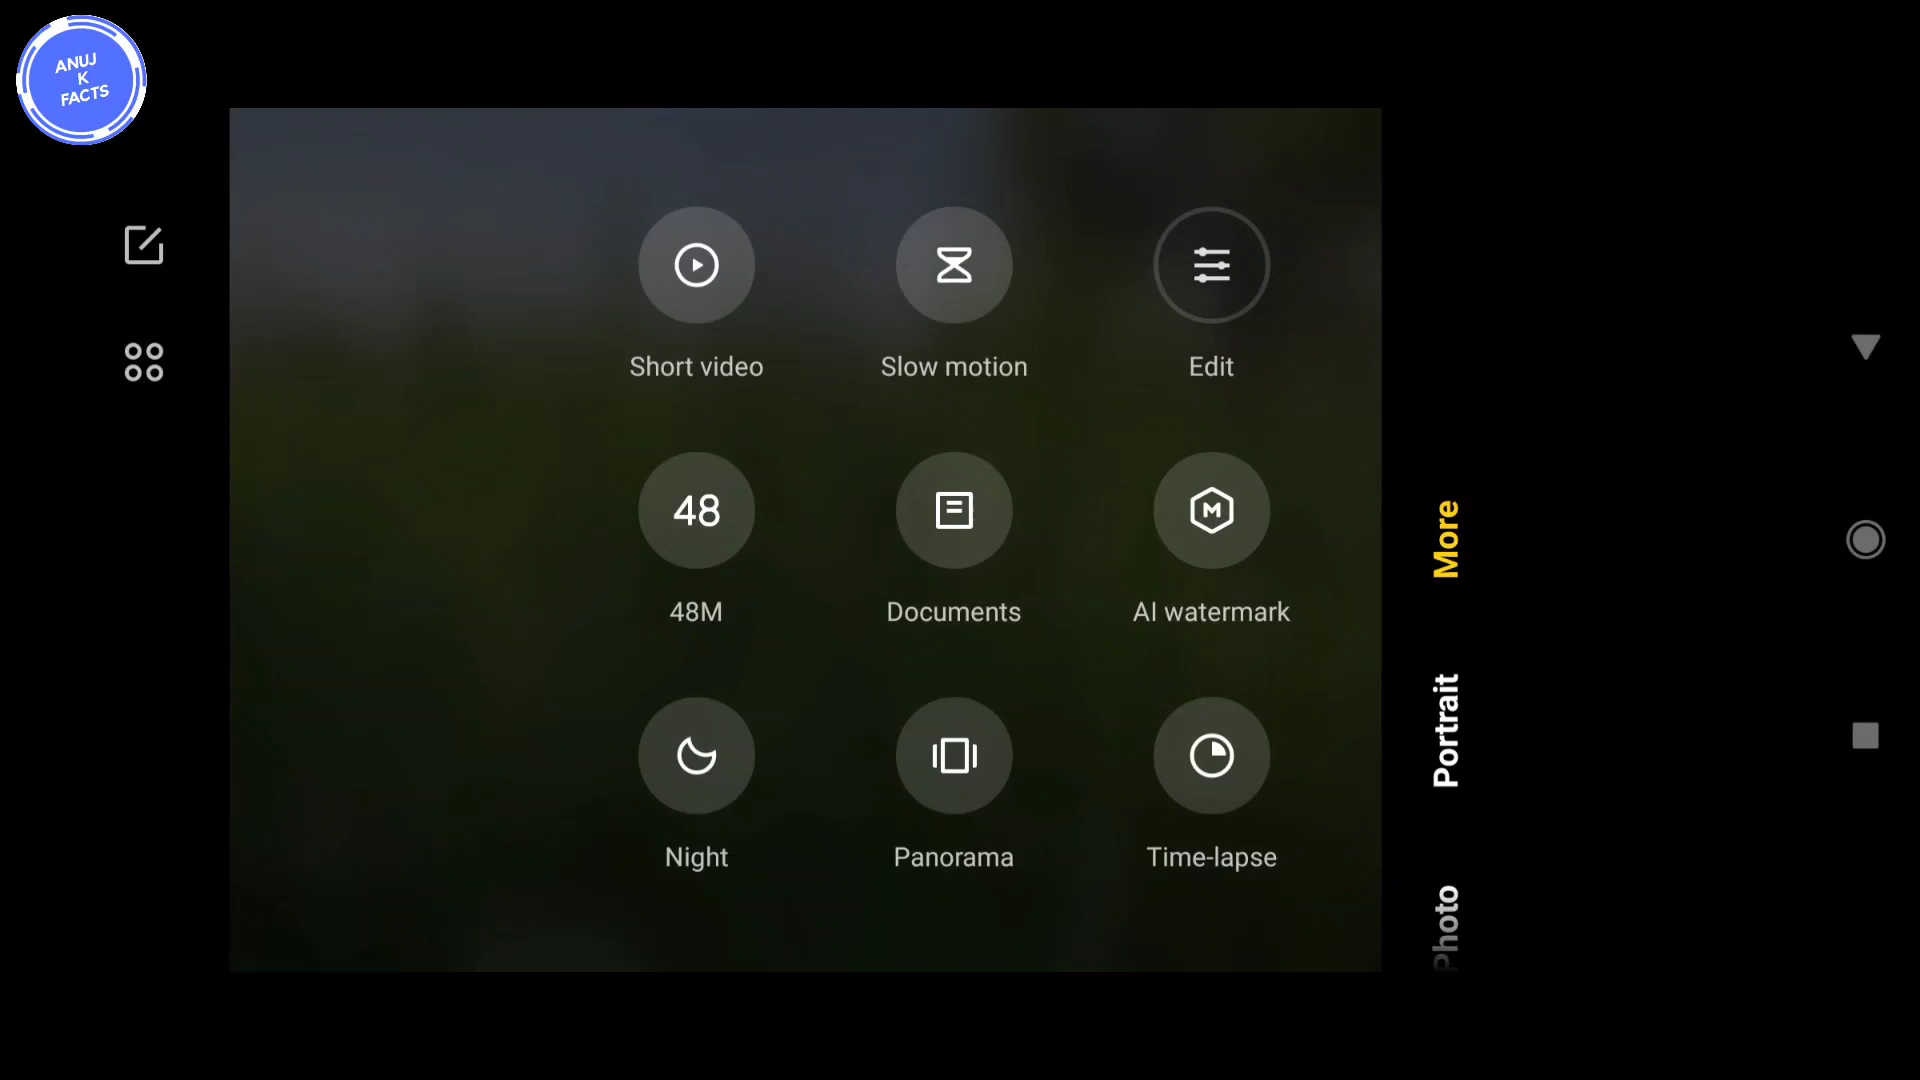 ANUJ
K
FACTS
Short video
Slow motion
Edit
48
48M
Documents
M
AI watermark
Night
Panorama
Time-lapse
More
Portrait
Photo